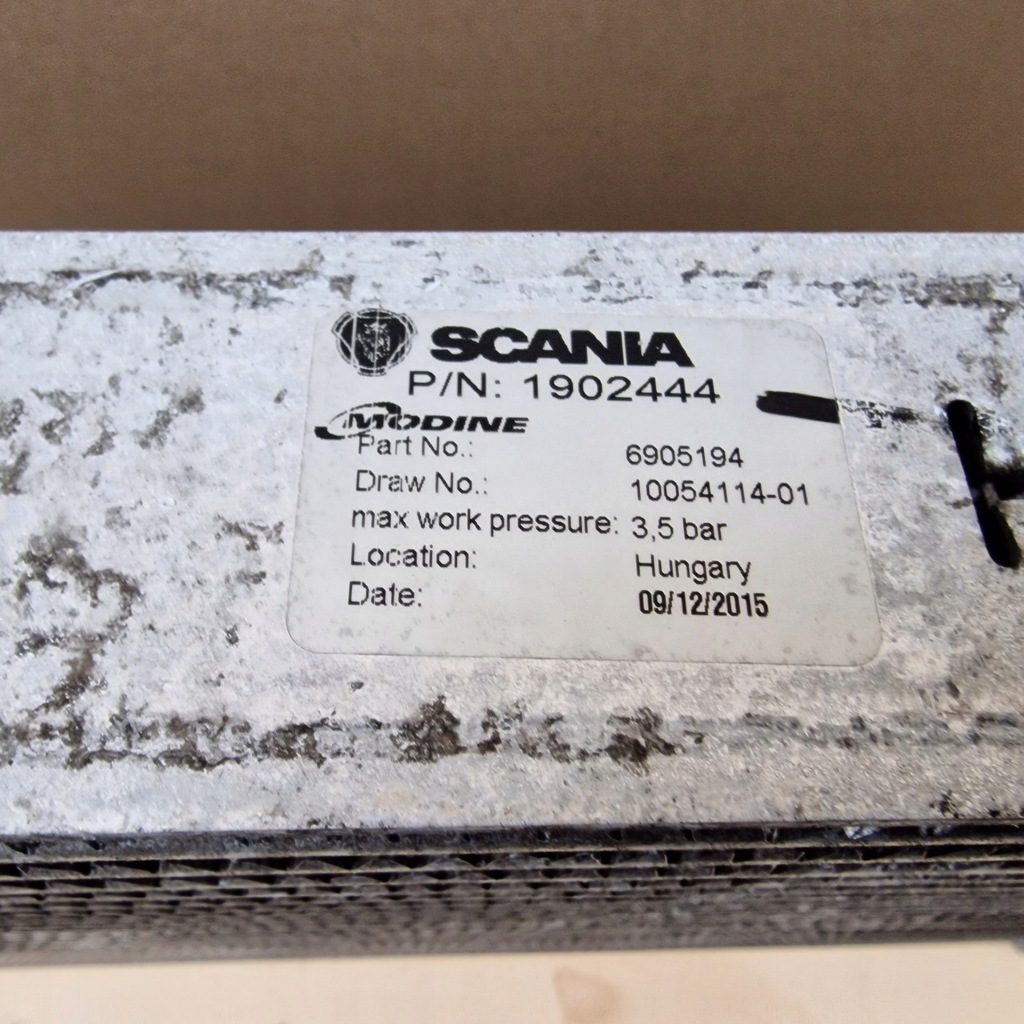 SCANIA
P/N: 1902444
MODINE
Part No.: 6905194
Draw No.: 10054114-01
max work pressure: 3,5 bar
Location: Hungary
Date: 09/12/2015